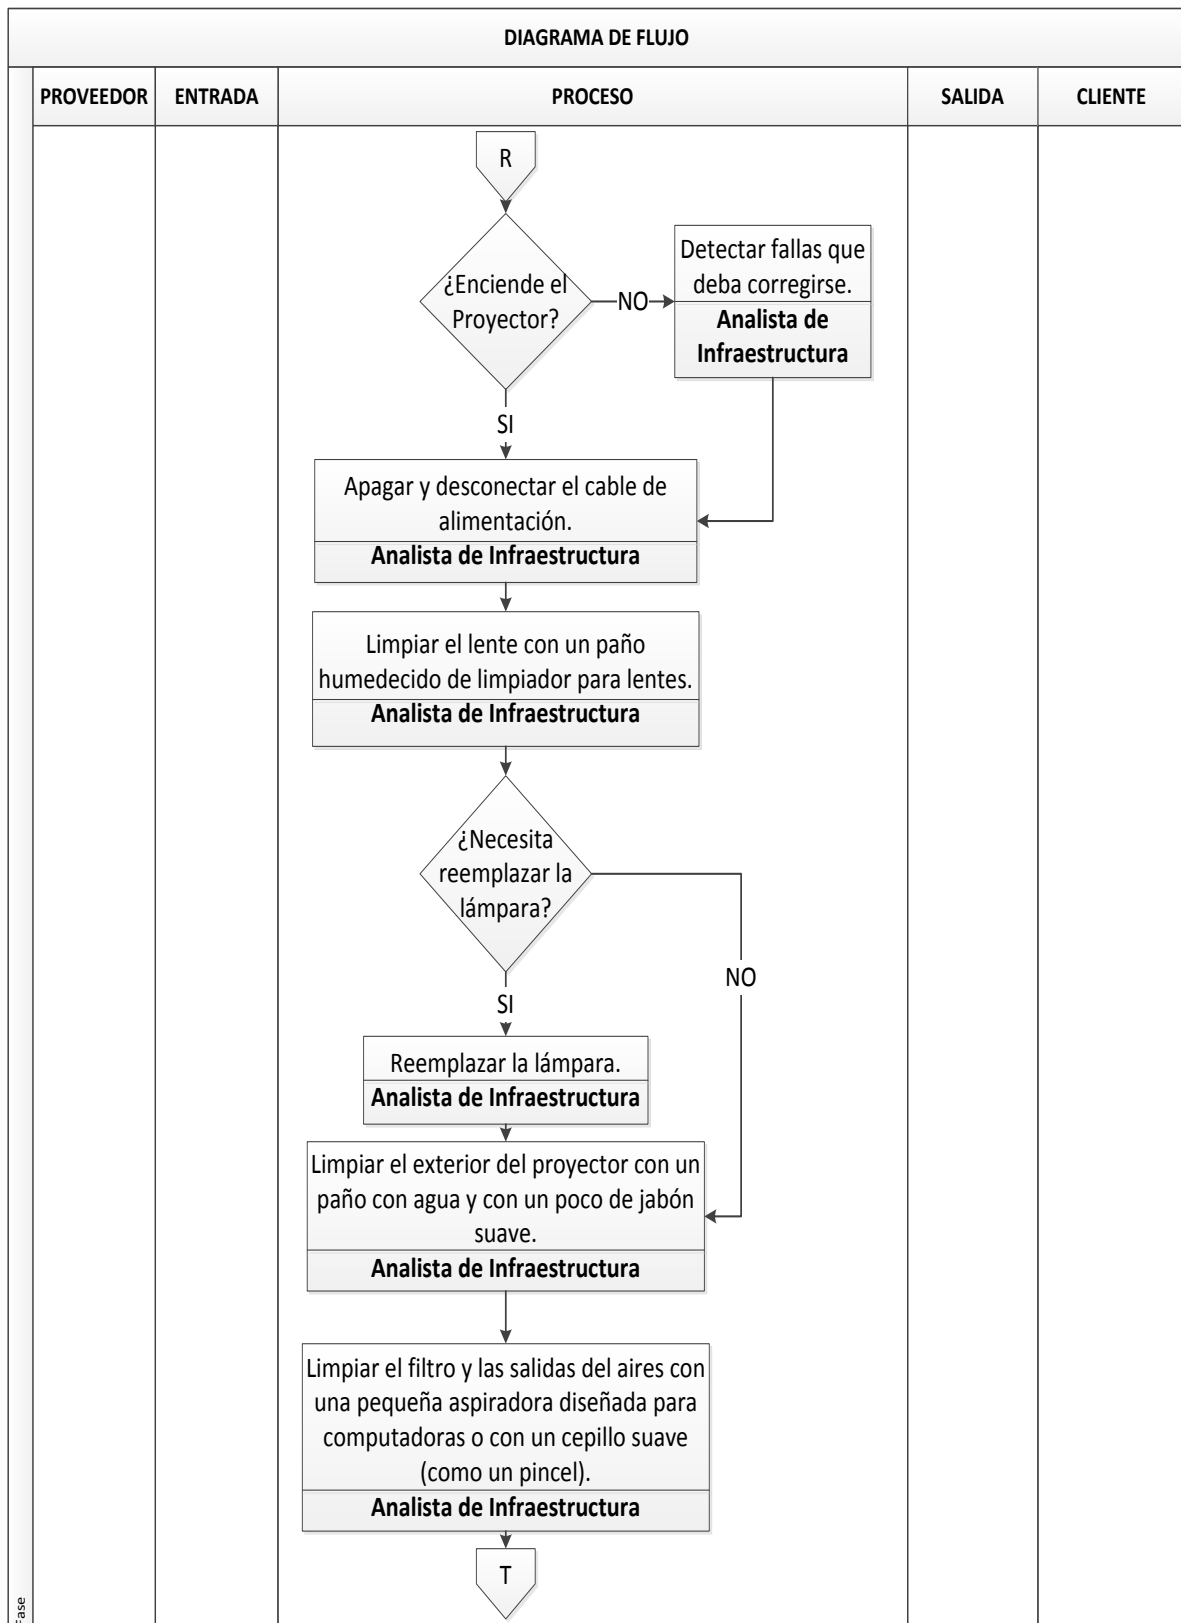 DIAGRAMA DE FLUJO
PROVEEDOR
ENTRADA
PROCESO
SALIDA
CLIENTE
R
¿Enciende el
Proyector?
NO
Detectar fallas que
deba corregirse.
Analista de
Infraestructura
SI
Apagar y desconectar el cable de
alimentación.
Analista de Infraestructura
Limpiar el lente con un paño
humedecido de limpiador para lentes.
Analista de Infraestructura
¿Necesita
reemplazar la
lámpara?
NO
SI
Reemplazar la lámpara.
Analista de Infraestructura
Limpiar el exterior del proyector con un
paño con agua y con un poco de jabón
suave.
Analista de Infraestructura
Limpiar el filtro y las salidas del aires con
una pequeña aspiradora diseñada para
computadoras o con un cepillo suave
(como un pincel).
Analista de Infraestructura
T
Fase